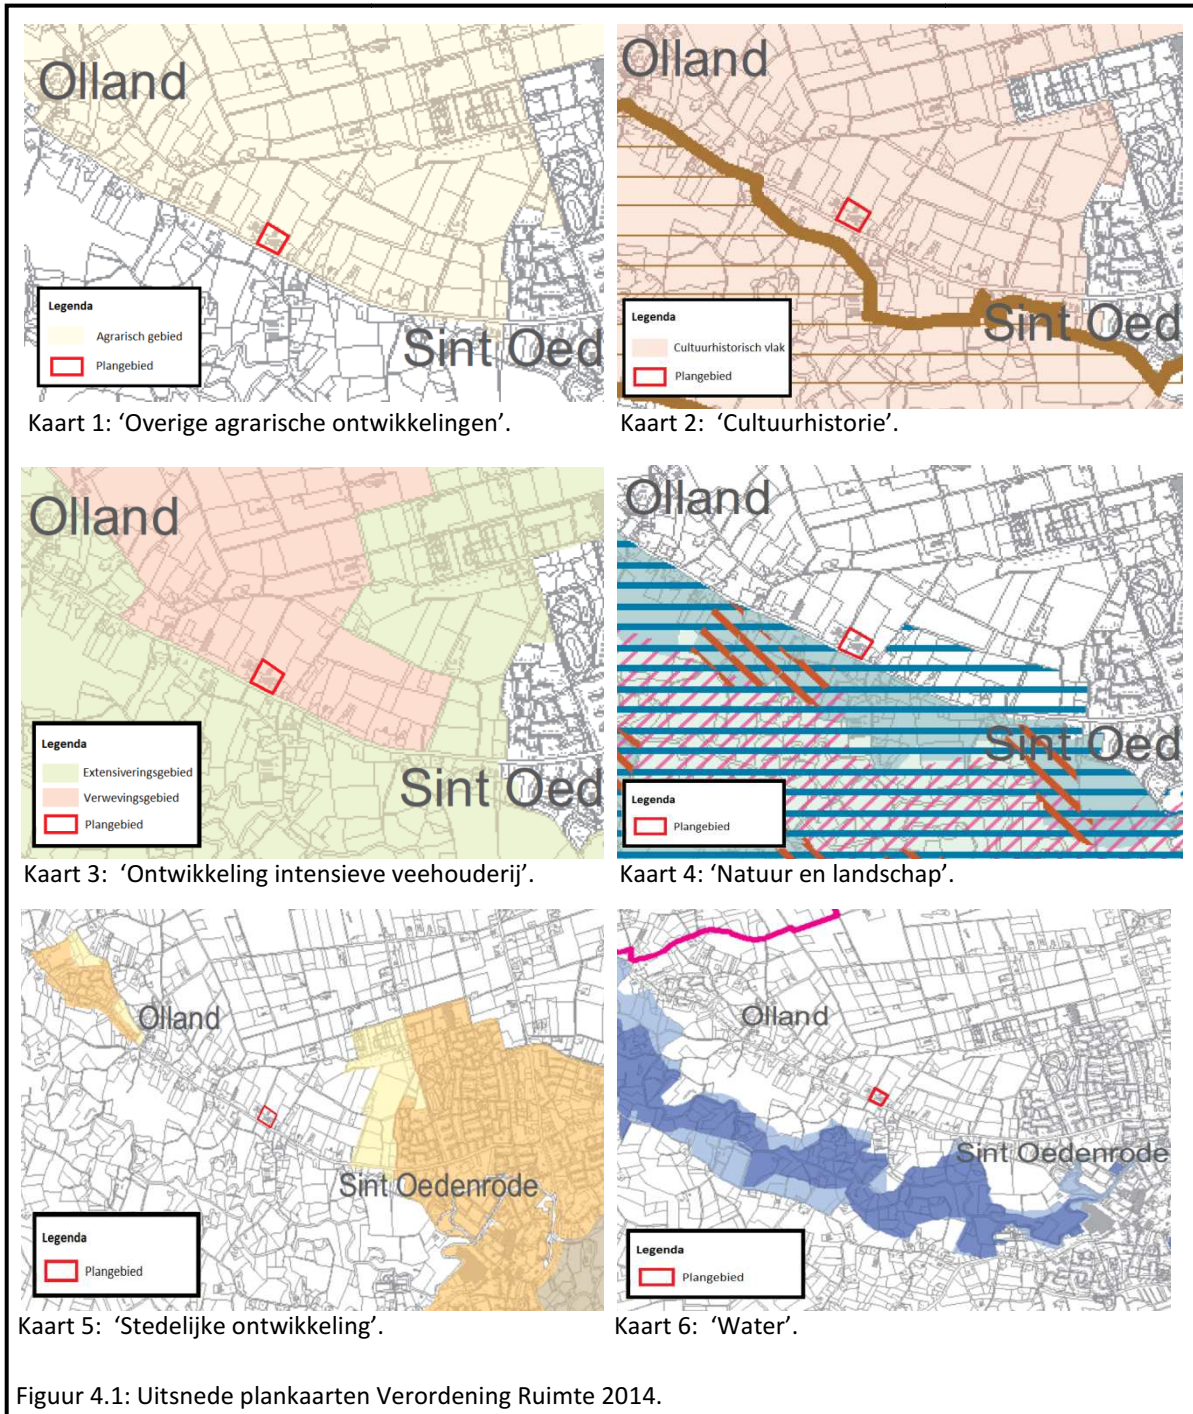 Olland
Sint Oed
Legenda
Agrarisch gebied
Plangebied
Kaart 1: ‘Overige agrarische ontwikkelingen’.
Olland
Sint Oed
Legenda
Cultuurhistorisch vlak
Plangebied
Kaart 2: ‘Cultuurhistorie’.
Olland
Sint Oed
Legenda
Extensiveringsgebied
Verwevingsgebied
Plangebied
Kaart 3: ‘Ontwikkeling intensieve veehouderij’.
Olland
Sint Oed
Legenda
Plangebied
Kaart 4: ‘Natuur en landschap’.
Olland
Sint Oedenrode
Legenda
Plangebied
Kaart 5: ‘Stedelijke ontwikkeling’.
Olland
Sint Oedenrode
Legenda
Plangebied
Kaart 6: ‘Water’.
Figuur 4.1: Uitsnede plankaarten Verordening Ruimte 2014.